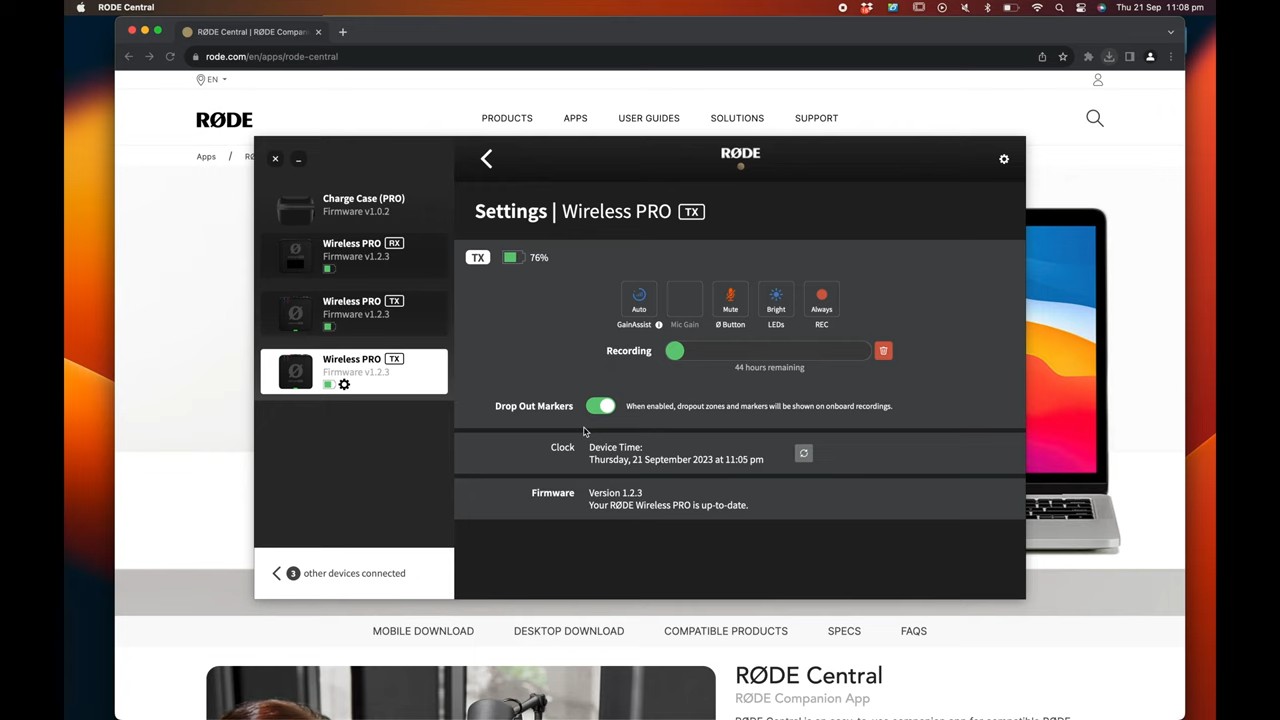 RODE Central
Thu 21 Sep 11:08 pm
RØDE Central | RØDE Compan
rode.com/en/apps/rode-central
EN
RØDE
PRODUCTS
APPS
USER GUIDES
SOLUTIONS
SUPPORT
Apps / RØ
Charge Case (PRO)
Firmware v1.0.2
Wireless PRO RX
Firmware v1.2.3
Wireless PRO TX
Firmware v1.2.3
Wireless PRO TX
Firmware v1.2.3
3 other devices connected
RØDE
Settings | Wireless PRO TX
TX 76%
Auto
Mute
Bright
Always
GainAssist
Mic Gain
Ø Button
LEDs
REC
Recording
44 hours remaining
Drop Out Markers
When enabled, dropout zones and markers will be shown on onboard recordings.
Clock
Device Time:
Thursday, 21 September 2023 at 11:05 pm
Firmware
Version 1.2.3
Your RØDE Wireless PRO is up-to-date.
MOBILE DOWNLOAD
DESKTOP DOWNLOAD
COMPATIBLE PRODUCTS
SPECS
FAQS
RØDE Central
RØDE Companion App